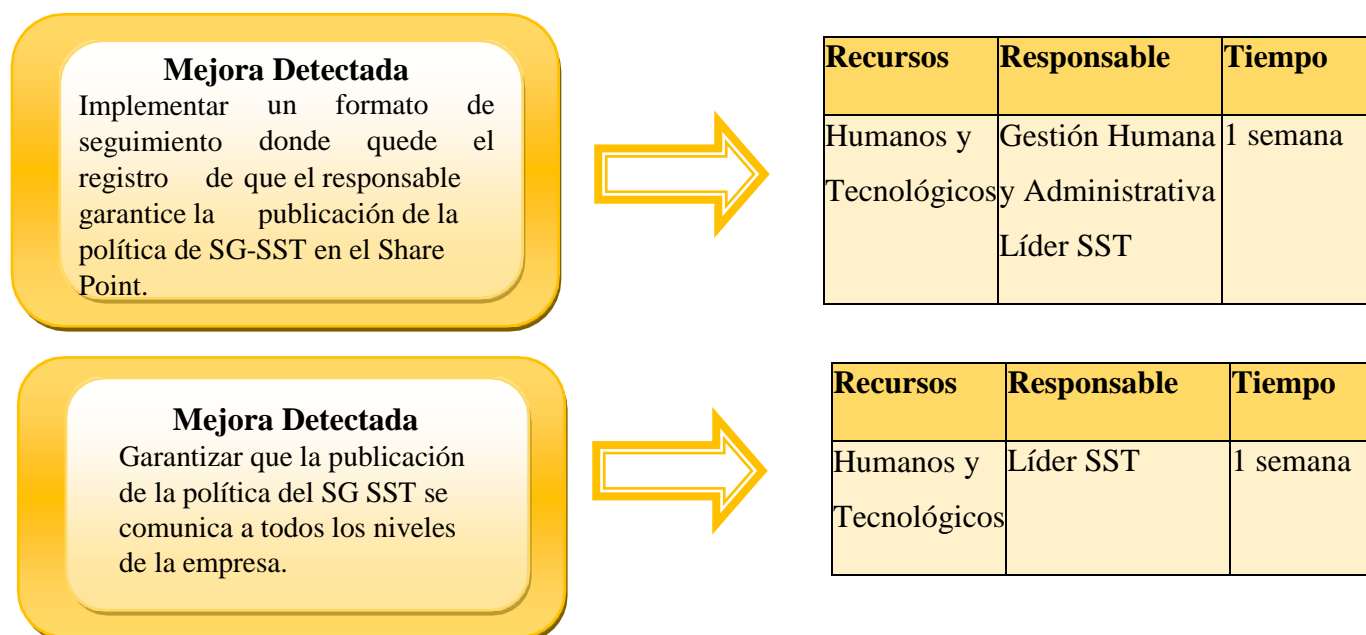 Mejora Detectada
Implementar un formato de
seguimiento donde quede el
registro de que el responsable
garantice la publicación de la
política de SG-SST en el Share
Point.
Recursos Responsable Tiempo
Humanos y Gestión Humana 1 semana
Tecnológicos y Administrativa
Líder SST
Mejora Detectada
Garantizar que la publicación
de la política del SG SST se
comunica a todos los niveles
de la empresa.
Recursos Responsable Tiempo
Humanos y Líder SST 1 semana
Tecnológicos